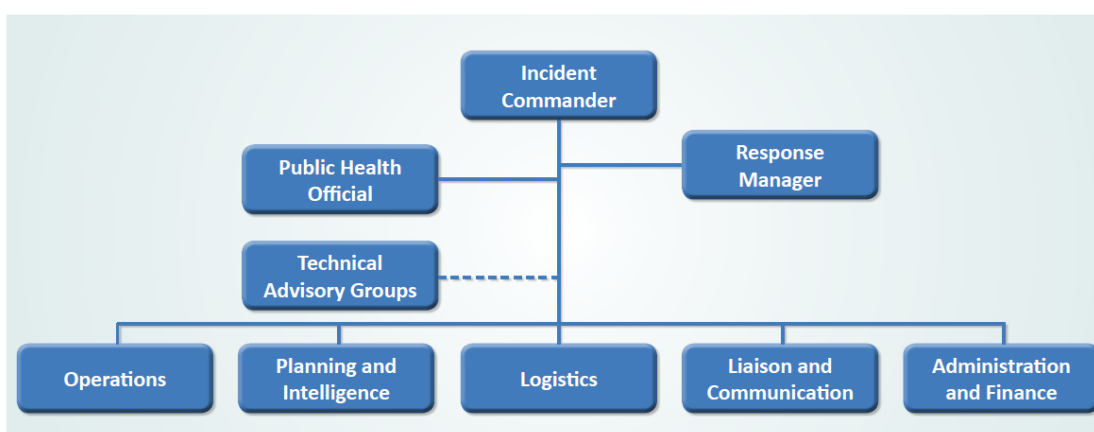 Incident
Commander
Response
Manager
Public Health
Official
Technical
Advisory Groups
Operations
Planning and
Intelligence
Logistics
Liaison and
Communication
Administration
and Finance